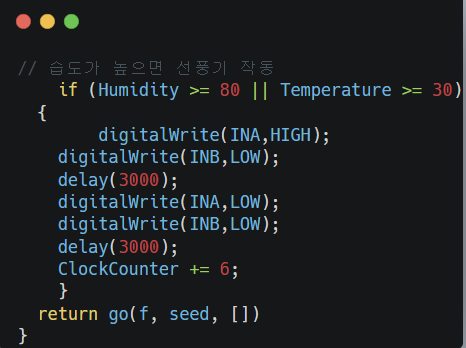 // 습도가 높으면 선풍기 작동
if (Humidity >= 80 || Temperature >= 30)
{
digitalWrite(INA,HIGH);
digitalWrite(INB,LOW);
delay(3000);
digitalWrite(INA,LOW);
digitalWrite(INB,LOW);
delay(3000);
ClockCounter += 6;
}
return go(f, seed, [])
}